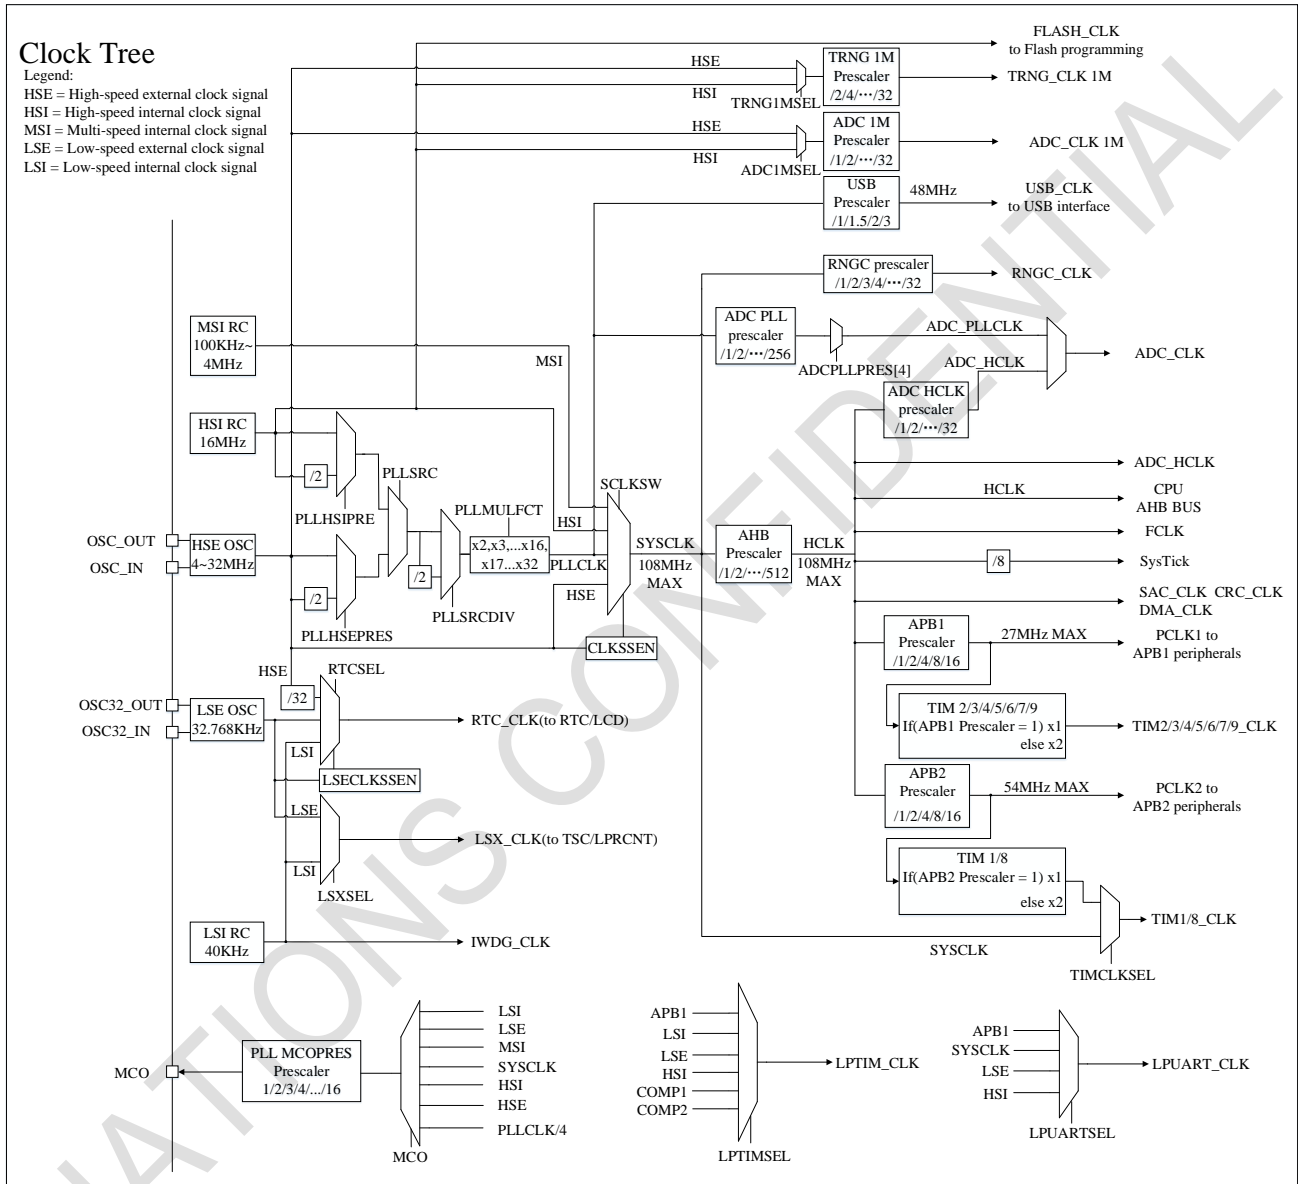 Clock Tree
Legend:
HSE = High-speed external clock signal
HSI = High-speed internal clock signal
MSI = Multi-speed internal clock signal
LSE = Low-speed external clock signal
LSI = Low-speed internal clock signal
FLASH_CLK
to Flash programming
HSE
HSI
TRNG1MSEL
TRNG 1M
Prescaler
/2/4/···/32
TRNG_CLK 1M
HSE
HSI
ADC1MSEL
ADC 1M
Prescaler
/1/2/···/32
ADC_CLK 1M
USB
Prescaler
/1/1.5/2/3
48MHz
USB_CLK
to USB interface
RNGC prescaler
/1/2/3/4/···/32
RNGC_CLK
MSI RC
100KHz~
4MHz
MSI
ADC PLL
prescaler
/1/2/···/256
ADCPLLPRES[4]
ADC_PLLCLK
ADC_HCLK
ADC_CLK
ADC HCLK
prescaler
/1/2/···/32
HSI RC
16MHz
/2
PLLHSIPRE
PLLSRC
PLLMULFCT
x2,x3,...x16,
x17...x32
/2
PLLSRCDIV
SCLKSW
HSI
PLLCLK
HSE
SYSCLK
108MHz
MAX
AHB
Prescaler
/1/2/···/512
HCLK
108MHz
MAX
ADC_HCLK
HCLK
CPU
AHB BUS
FCLK
/8
SysTick
SAC_CLK CRC_CLK
DMA_CLK
OSC_OUT
OSC_IN
HSE OSC
4~32MHz
/2
PLLHSEPRES
CLKSSEN
APB1
Prescaler
/1/2/4/8/16
27MHz MAX
PCLK1 to
APB1 peripherals
HSE
/32
RTCSEL
OSC32_OUT
OSC32_IN
LSE OSC
32.768KHz
RTC_CLK(to RTC/LCD)
LSI
LSECLKSSEN
TIM 2/3/4/5/6/7/9
If(APB1 Prescaler = 1) x1
else x2
TIM2/3/4/5/6/7/9_CLK
APB2
Prescaler
/1/2/4/8/16
54MHz MAX
PCLK2 to
APB2 peripherals
LSE
LSI
LSXSEL
LSX_CLK(to TSC/LPRCNT)
TIM 1/8
If(APB2 Prescaler = 1) x1
else x2
TIM1/8_CLK
SYSCLK
TIMCLKSEL
LSI RC
40KHz
IWDG_CLK
MCO
PLL MCOPRES
Prescaler
1/2/3/4/.../16
LSI
LSE
MSI
SYSCLK
HSI
HSE
PLLCLK/4
MCO
APB1
LSI
LSE
HSI
COMP1
COMP2
LPTIMSEL
LPTIM_CLK
APB1
SYSCLK
LSE
HSI
LPUARTSEL
LPUART_CLK
NATIONS CONFIDENTIAL